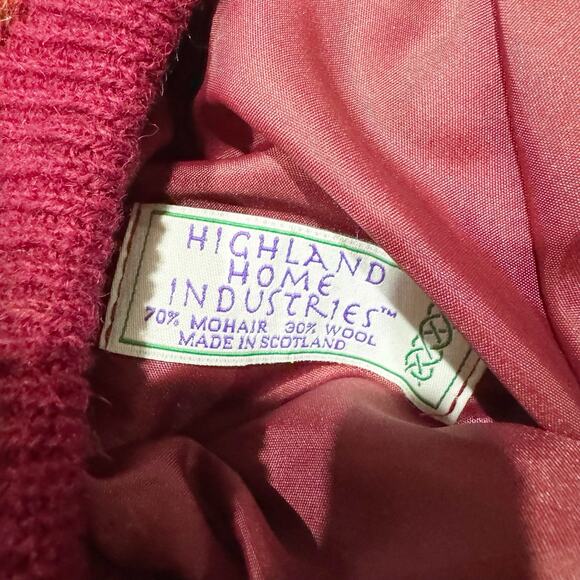 HIGHLAND
HOME
INDUSTRIES™
70% MOHAIR 30% WOOL
MADE IN SCOTLAND